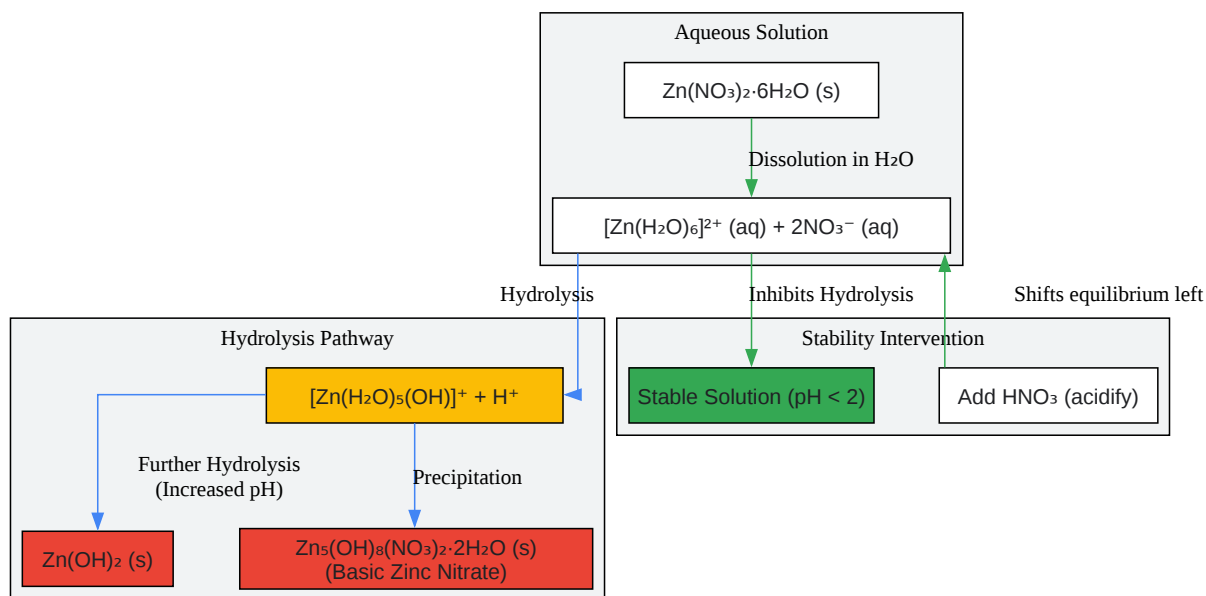 Aqueous Solution
Zn(NO₃)₂·6H₂O (s)
Dissolution in H₂O
[Zn(H₂O)₆]²⁺ (aq) + 2NO₃⁻ (aq)
Hydrolysis
Inhibits Hydrolysis
Shifts equilibrium left
Hydrolysis Pathway
Stability Intervention
[Zn(H₂O)₅(OH)]⁺ + H⁺
Stable Solution (pH < 2)
Add HNO₃ (acidify)
Further Hydrolysis
(Increased pH)
Precipitation
Zn(OH)₂ (s)
Zn₅(OH)₈(NO₃)₂·2H₂O (s)
(Basic Zinc Nitrate)